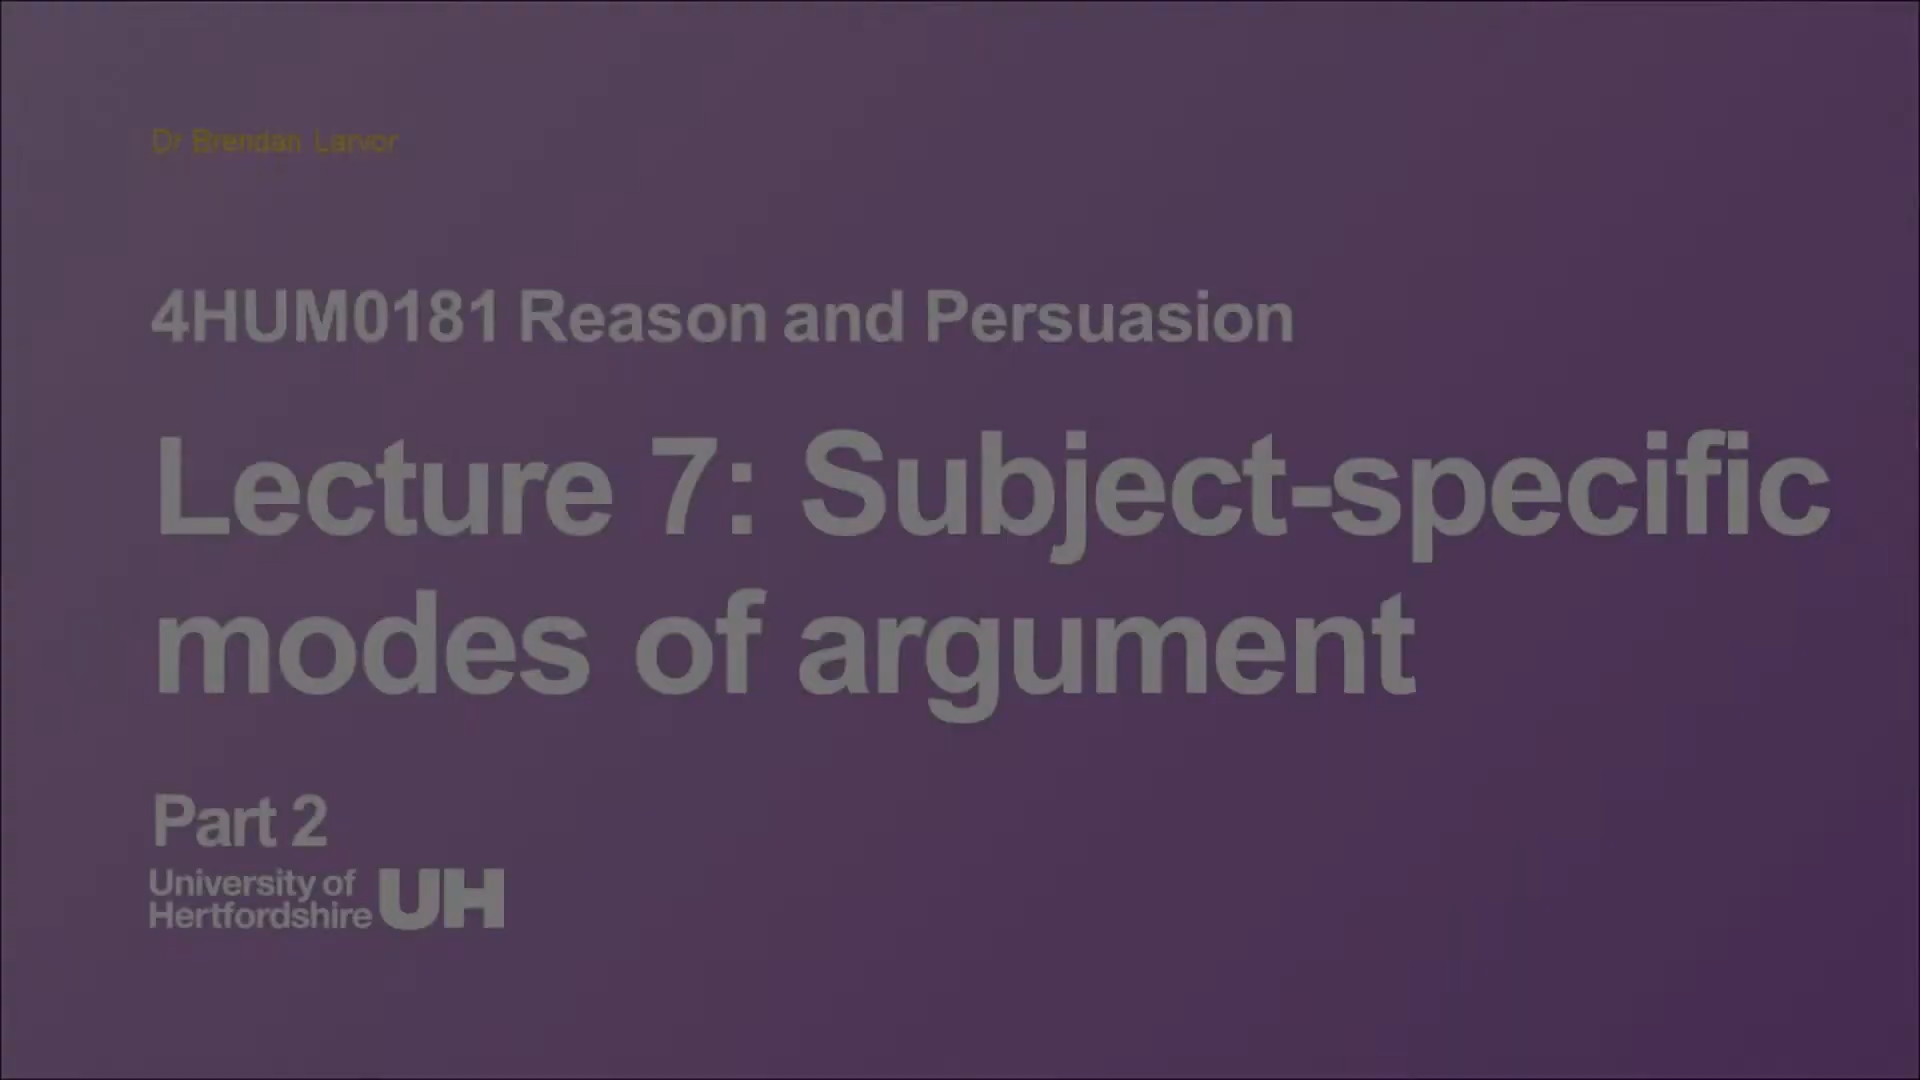 Dr Brendan Larvor
4HUM0181 Reason and Persuasion
Lecture 7: Subject-specific
modes of argument
Part 2
University of
Hertfordshire UH